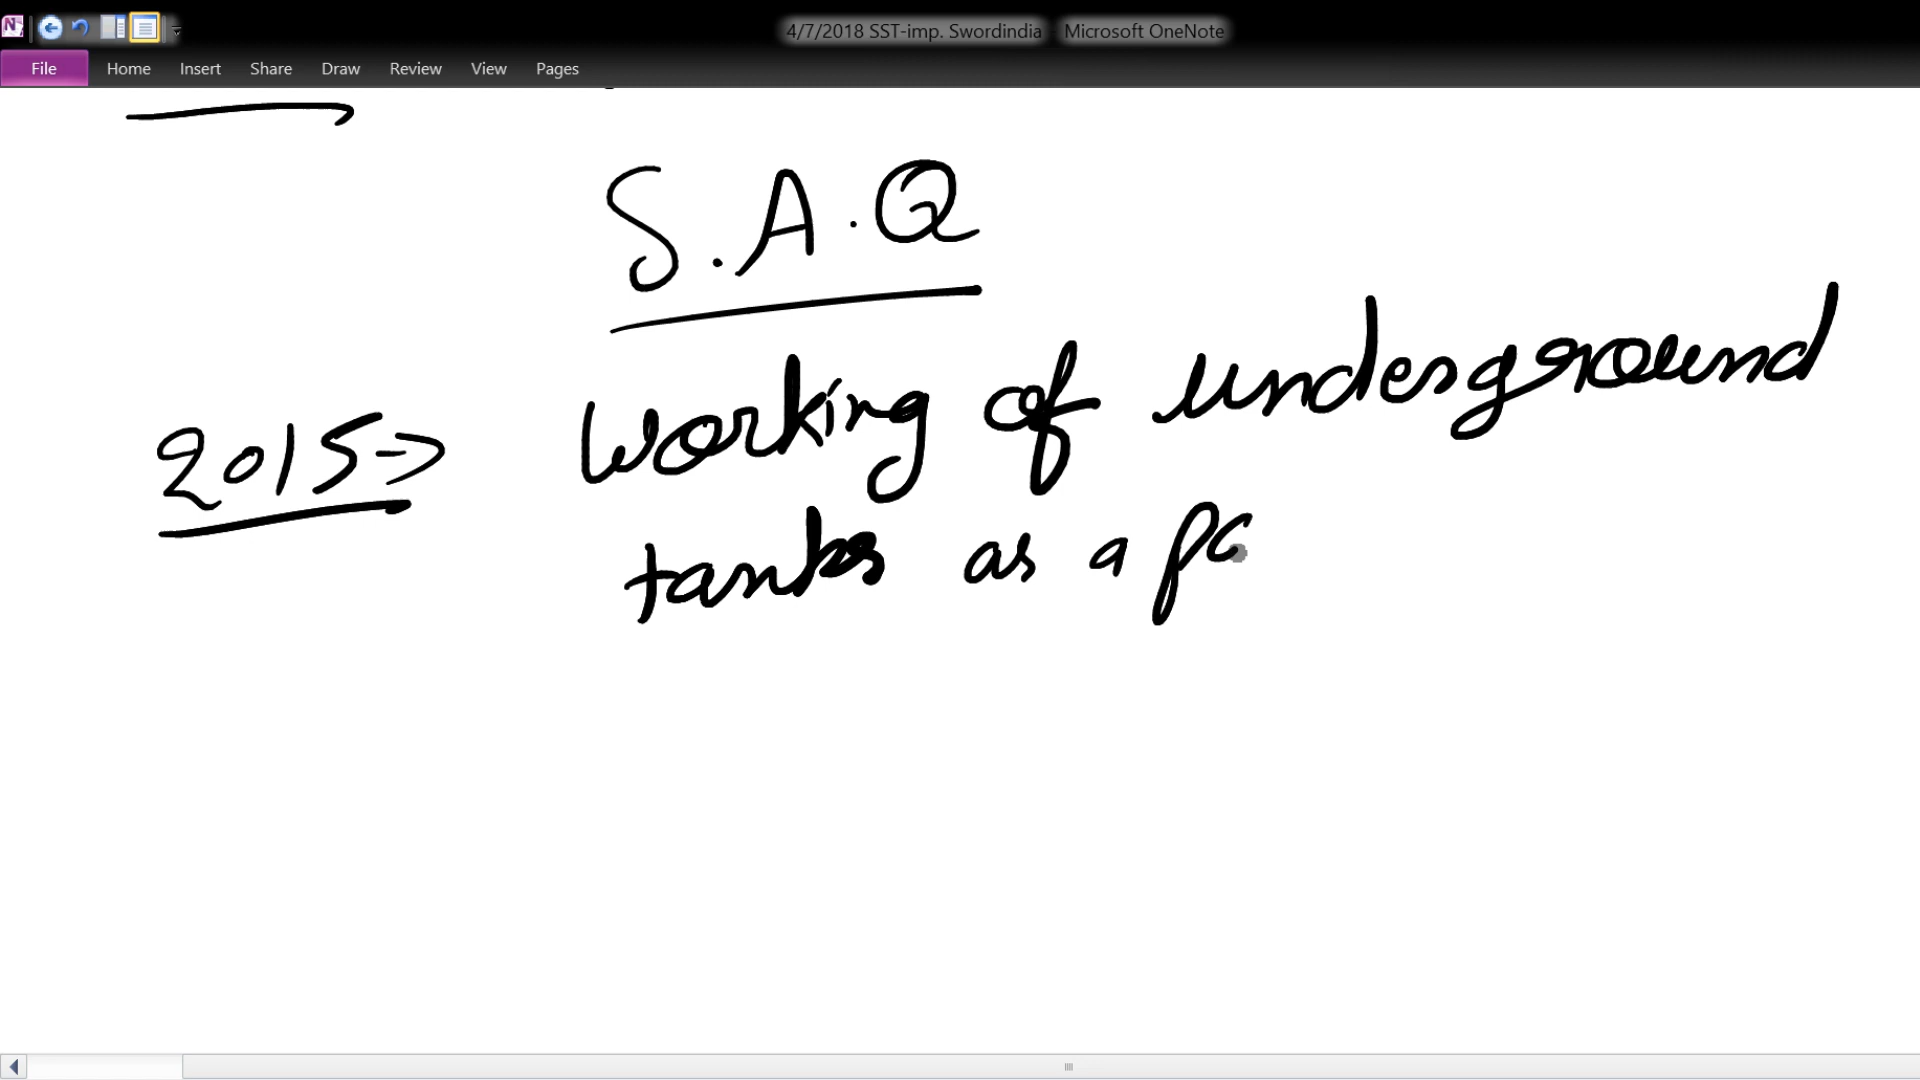 4/7/2018 SST-imp. Swordindia - Microsoft OneNote
File Home Insert Share Draw Review View Pages
S.A.Q
2015=> Working of underground
tanks as a pa